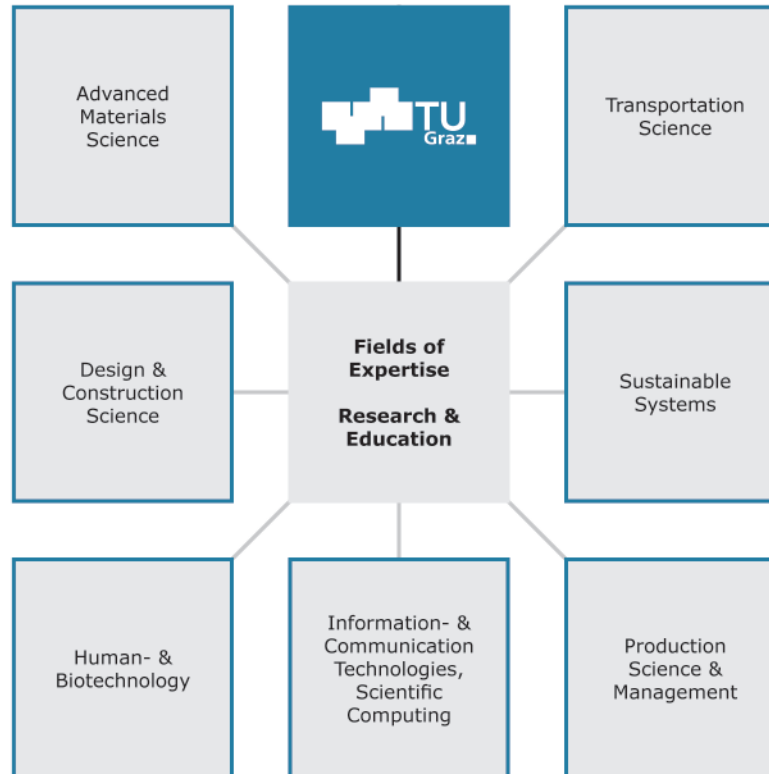 Advanced
Materials
Science
TU
Graz
Transportation
Science
Design &
Construction
Science
Fields of
Expertise
Research &
Education
Sustainable
Systems
Human- &
Biotechnology
Information- &
Communication
Technologies,
Scientific
Computing
Production
Science &
Management